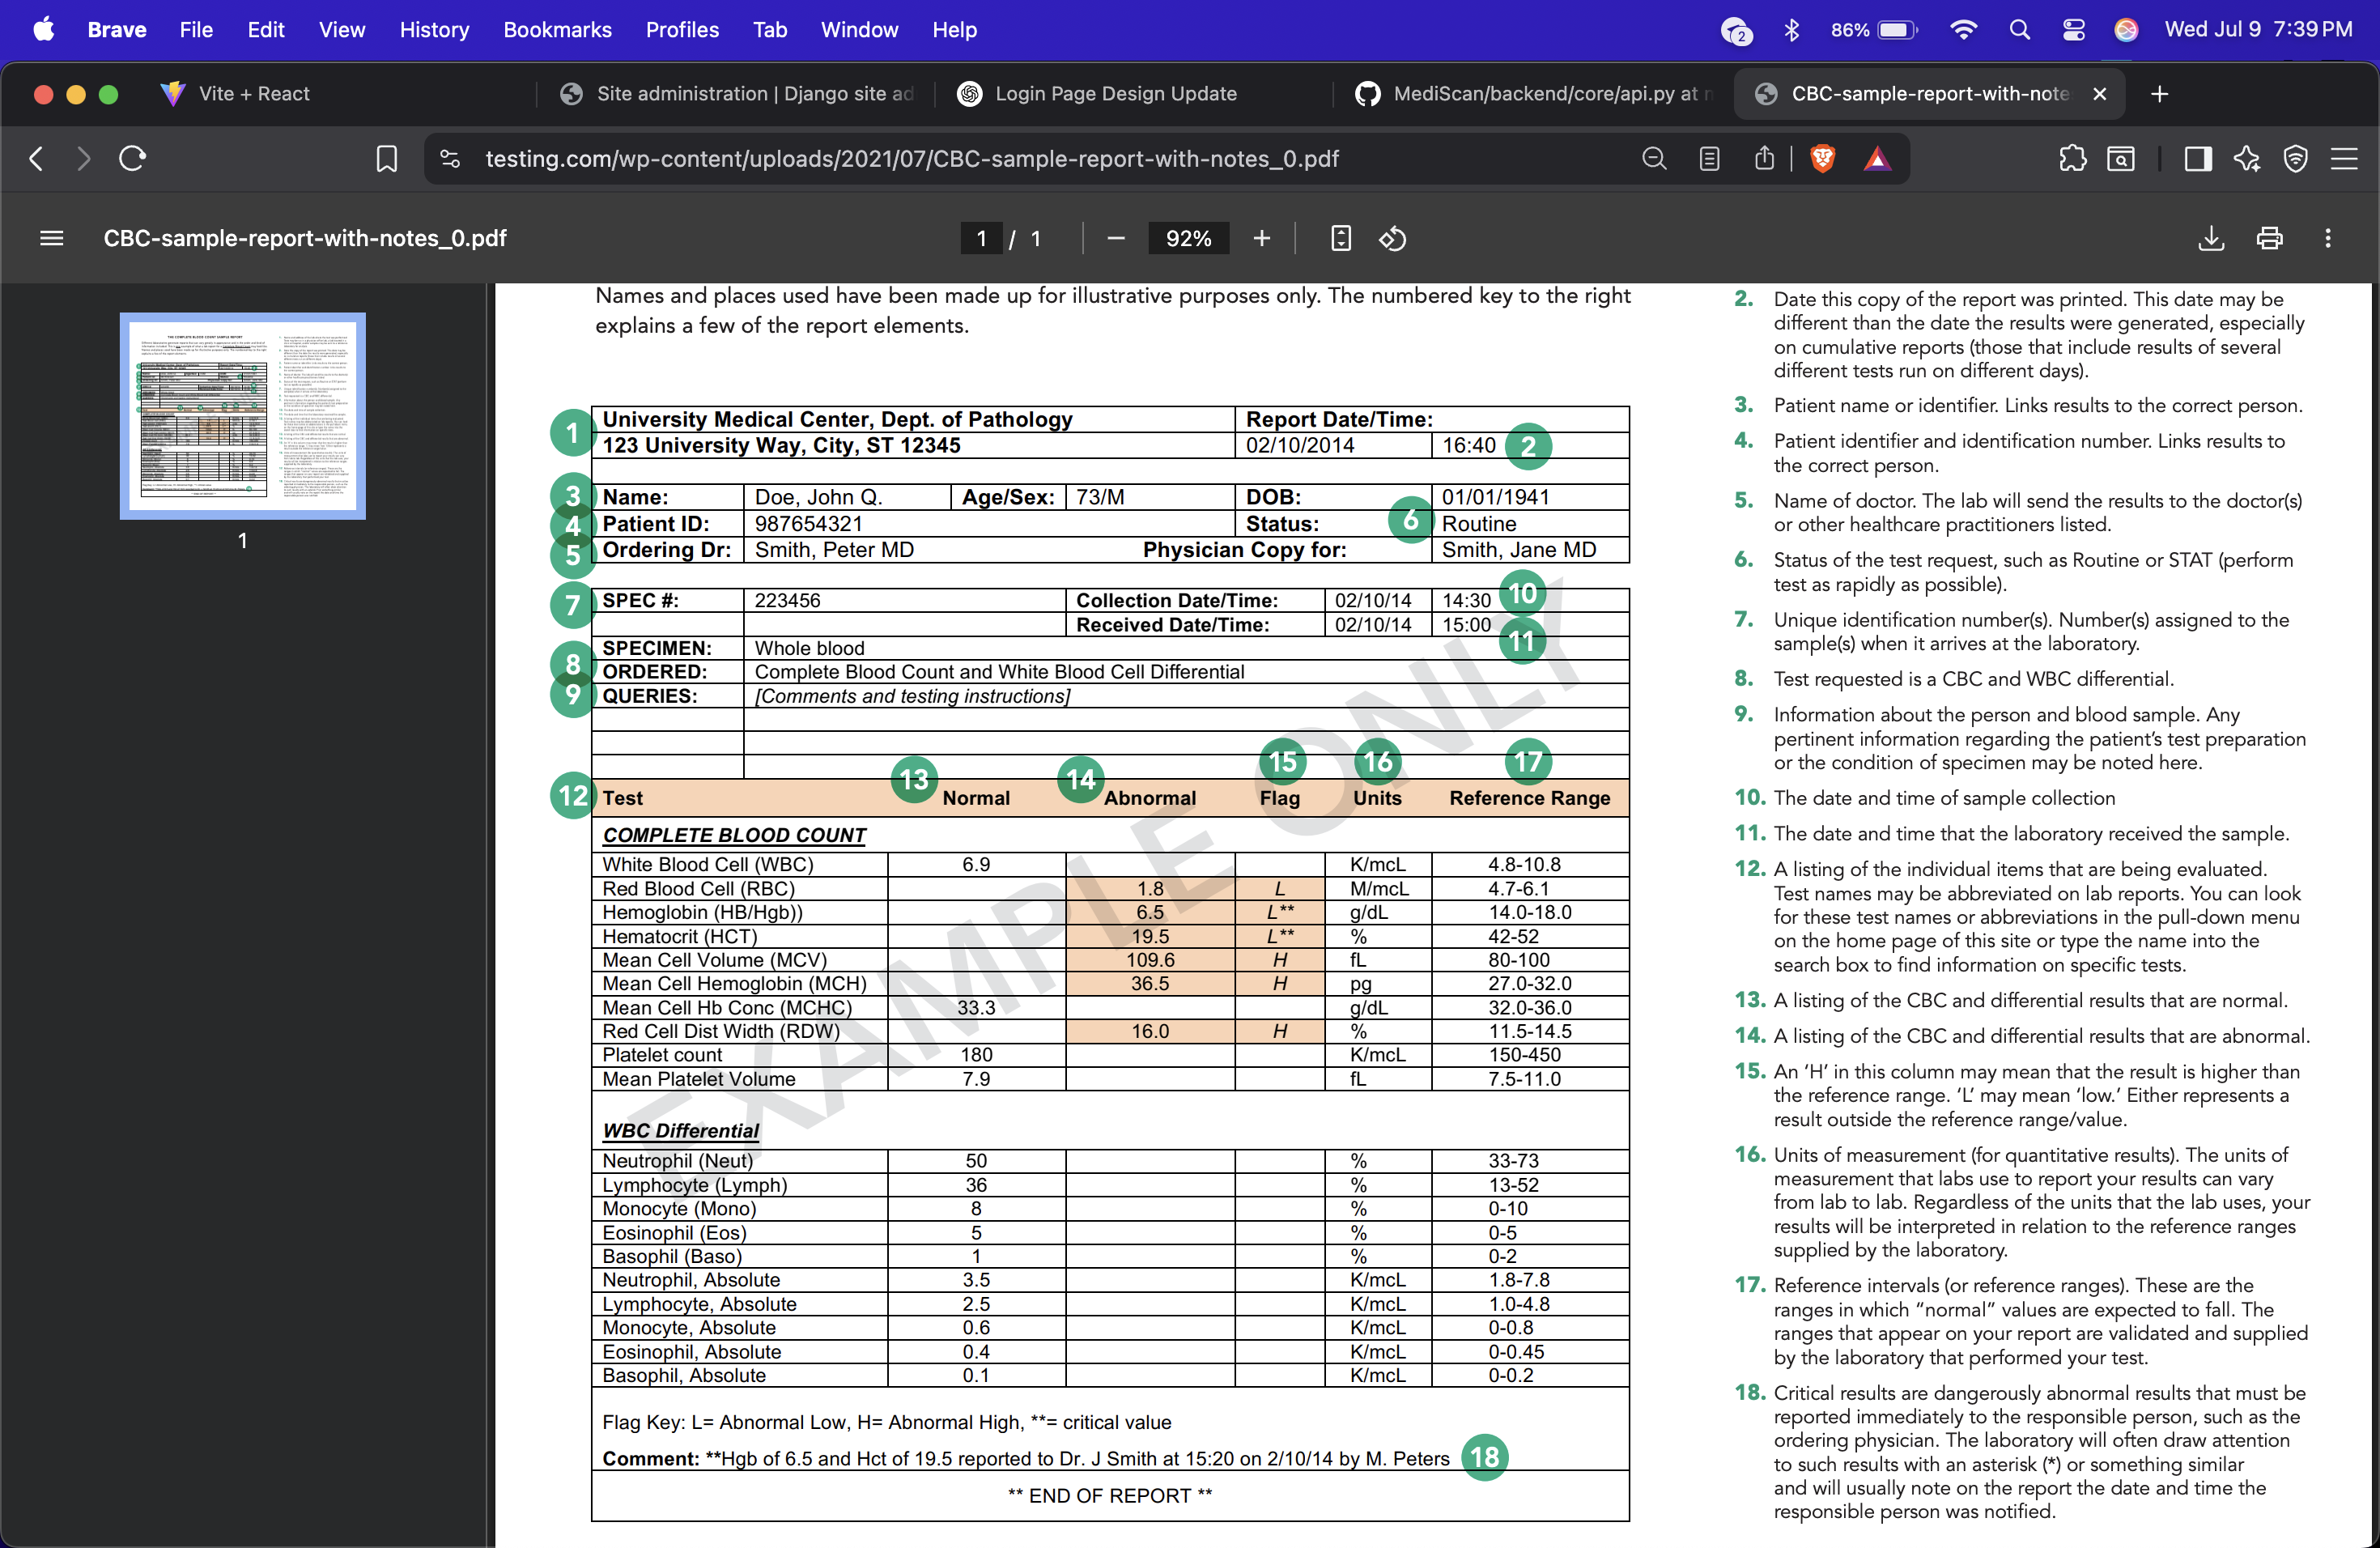 Brave File Edit View History Bookmarks Profiles Tab Window Help 2 86% Wed Jul 9 7:39 PM
Vite + React Site administration | Django site ad Login Page Design Update MediScan/backend/core/api.py at CBC-sample-report-with-note
testing.com/wp-content/uploads/2021/07/CBC-sample-report-with-notes_0.pdf
CBC-sample-report-with-notes_0.pdf 1 / 1 92%
1
Names and places used have been made up for illustrative purposes only. The numbered key to the right
explains a few of the report elements.
1 University Medical Center, Dept. of Pathology Report Date/Time:
123 University Way, City, ST 12345 02/10/2014 16:40 2
3 Name: Doe, John Q. Age/Sex: 73/M DOB: 01/01/1941
4 Patient ID: 987654321 Status: 6 Routine
5 Ordering Dr: Smith, Peter MD Physician Copy for: Smith, Jane MD
7 SPEC #: 223456 Collection Date/Time: 02/10/14 14:30 10
Received Date/Time: 02/10/14 15:00 11
SPECIMEN: Whole blood
8 ORDERED: Complete Blood Count and White Blood Cell Differential
9 QUERIES: [Comments and testing instructions]
12 Test 13 Normal 14 Abnormal 15 Flag 16 Units 17 Reference Range
COMPLETE BLOOD COUNT
White Blood Cell (WBC) 6.9 K/mcL 4.8-10.8
Red Blood Cell (RBC) 1.8 L M/mcL 4.7-6.1
Hemoglobin (HB/Hgb)) 6.5 L** g/dL 14.0-18.0
Hematocrit (HCT) 19.5 L** % 42-52
Mean Cell Volume (MCV) 109.6 H fL 80-100
Mean Cell Hemoglobin (MCH) 36.5 H pg 27.0-32.0
Mean Cell Hb Conc (MCHC) 33.3 g/dL 32.0-36.0
Red Cell Dist Width (RDW) 16.0 H % 11.5-14.5
Platelet count 180 K/mcL 150-450
Mean Platelet Volume 7.9 fL 7.5-11.0
WBC Differential
Neutrophil (Neut) 50 % 33-73
Lymphocyte (Lymph) 36 % 13-52
Monocyte (Mono) 8 % 0-10
Eosinophil (Eos) 5 % 0-5
Basophil (Baso) 1 % 0-2
Neutrophil, Absolute 3.5 K/mcL 1.8-7.8
Lymphocyte, Absolute 2.5 K/mcL 1.0-4.8
Monocyte, Absolute 0.6 K/mcL 0-0.8
Eosinophil, Absolute 0.4 K/mcL 0-0.45
Basophil, Absolute 0.1 K/mcL 0-0.2
Flag Key: L= Abnormal Low, H= Abnormal High, **= critical value
Comment: **Hgb of 6.5 and Hct of 19.5 reported to Dr. J Smith at 15:20 on 2/10/14 by M. Peters 18
** END OF REPORT **
EXAMPLE ONLY
2. Date this copy of the report was printed. This date may be
different than the date the results were generated, especially
on cumulative reports (those that include results of several
different tests run on different days).
3. Patient name or identifier. Links results to the correct person.
4. Patient identifier and identification number. Links results to
the correct person.
5. Name of doctor. The lab will send the results to the doctor(s)
or other healthcare practitioners listed.
6. Status of the test request, such as Routine or STAT (perform
test as rapidly as possible).
7. Unique identification number(s). Number(s) assigned to the
sample(s) when it arrives at the laboratory.
8. Test requested is a CBC and WBC differential.
9. Information about the person and blood sample. Any
pertinent information regarding the patient's test preparation
or the condition of specimen may be noted here.
10. The date and time of sample collection
11. The date and time that the laboratory received the sample.
12. A listing of the individual items that are being evaluated.
Test names may be abbreviated on lab reports. You can look
for these test names or abbreviations in the pull-down menu
on the home page of this site or type the name into the
search box to find information on specific tests.
13. A listing of the CBC and differential results that are normal.
14. A listing of the CBC and differential results that are abnormal.
15. An 'H' in this column may mean that the result is higher than
the reference range. 'L' may mean 'low.' Either represents a
result outside the reference range/value.
16. Units of measurement (for quantitative results). The units of
measurement that labs use to report your results can vary
from lab to lab. Regardless of the units that the lab uses, your
results will be interpreted in relation to the reference ranges
supplied by the laboratory.
17. Reference intervals (or reference ranges). These are the
ranges in which "normal" values are expected to fall. The
ranges that appear on your report are validated and supplied
by the laboratory that performed your test.
18. Critical results are dangerously abnormal results that must be
reported immediately to the responsible person, such as the
ordering physician. The laboratory will often draw attention
to such results with an asterisk (*) or something similar
and will usually note on the report the date and time the
responsible person was notified.